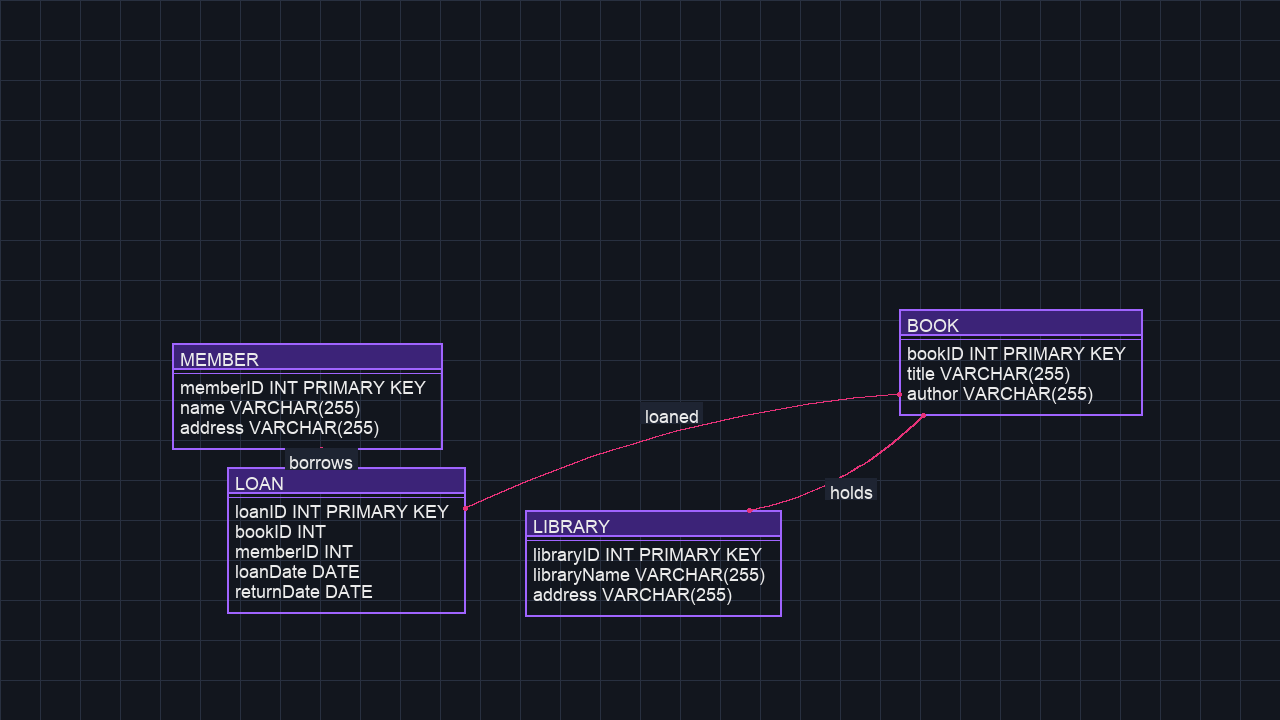 MEMBER
memberID INT PRIMARY KEY
name VARCHAR(255)
address VARCHAR(255)
borrows
LOAN
loanID INT PRIMARY KEY
bookID INT
memberID INT
loanDate DATE
returnDate DATE
loaned
BOOK
bookID INT PRIMARY KEY
title VARCHAR(255)
author VARCHAR(255)
holds
LIBRARY
libraryID INT PRIMARY KEY
libraryName VARCHAR(255)
address VARCHAR(255)